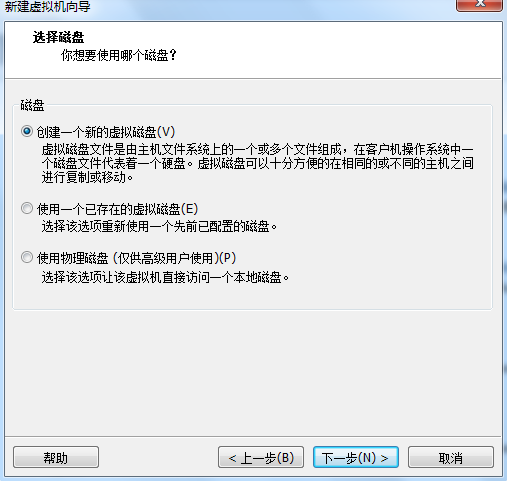 新建虚拟机向导
选择磁盘
你想要使用哪个磁盘？
磁盘
创建一个新的虚拟磁盘(V)
虚拟磁盘文件是由主机文件系统上的一个或多个文件组成，在客户机操作系统中一
个磁盘文件代表着一个硬盘。虚拟磁盘可以十分方便的在相同的或不同的主机之间
进行复制或移动。
使用一个已存在的虚拟磁盘(E)
选择该选项重新使用一个先前已配置的磁盘。
使用物理磁盘 (仅供高级用户使用)(P)
选择该选项让该虚拟机直接访问一个本地磁盘。
帮助
< 上一步(B)
下一步(N) >
取消